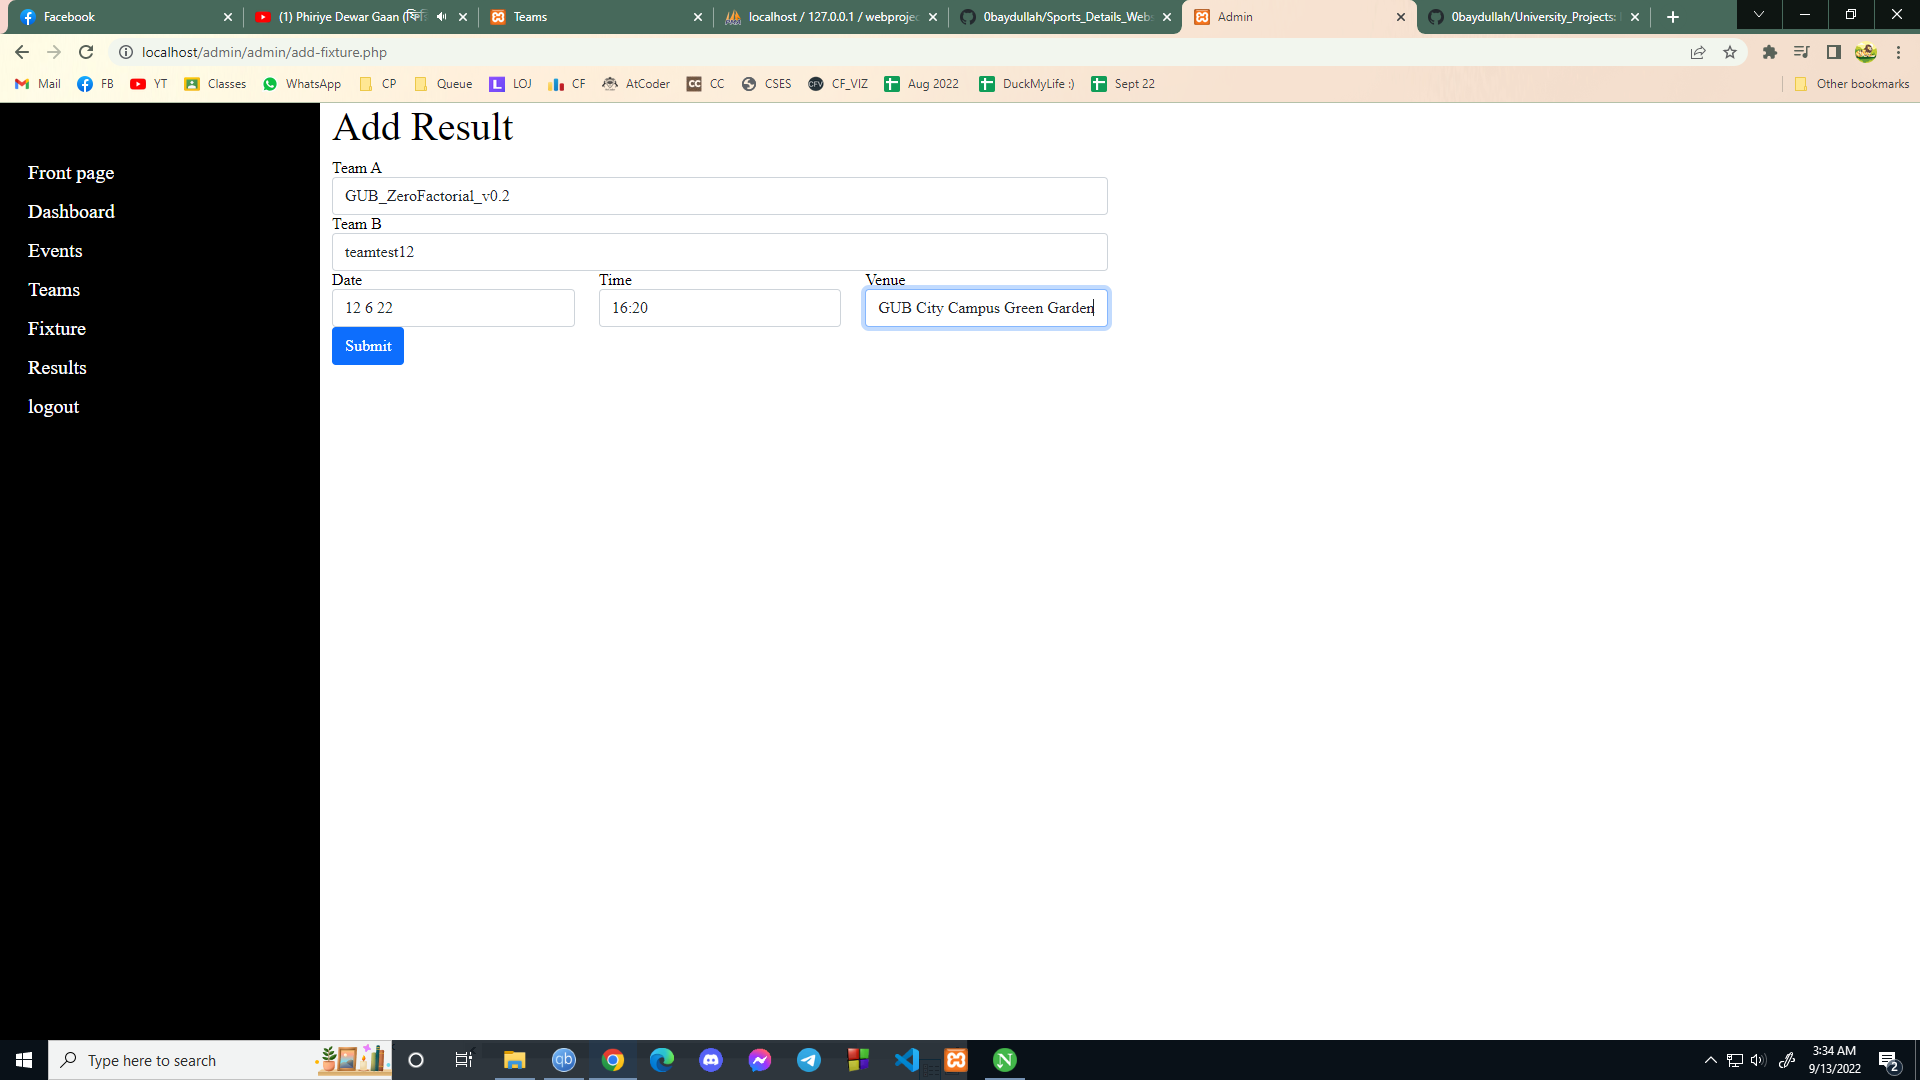 Facebook
(1) Phiriye Dewar Gaan
Teams
localhost / 127.0.0.1 / webprojec
0baydullah/Sports_Details_Webs
Admin
0baydullah/University_Projects:
localhost/admin/admin/add-fixture.php
Mail
FB
YT
Classes
WhatsApp
CP
Queue
LOJ
CF
AtCoder
CC
CSES
CF_VIZ
Aug 2022
DuckMyLife :)
Sept 22
Other bookmarks
Front page
Dashboard
Events
Teams
Fixture
Results
logout
Add Result
Team A
GUB_ZeroFactorial_v0.2
Team B
teamtest12
Date
Time
Venue
12 6 22
16:20
GUB City Campus Green Garden
Submit
Type here to search
3:34 AM
9/13/2022
2